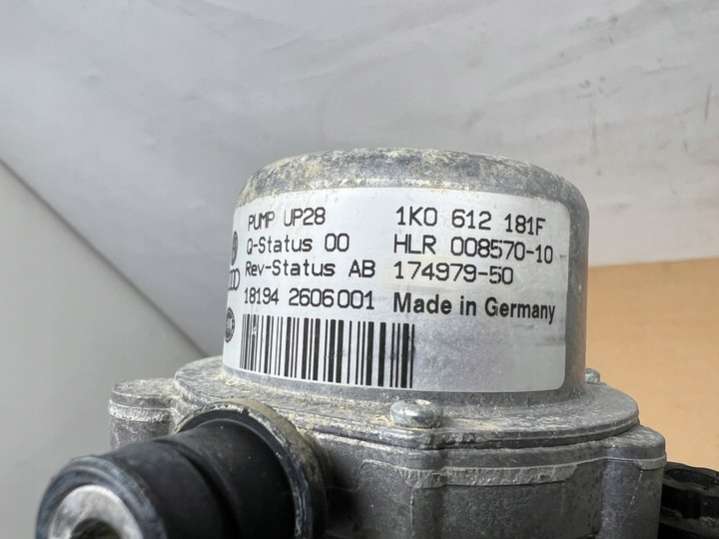 PUMP UP28 1K0 612 181F
Q-Status 00 HLR 008570-10
Rev-Status AB 174979-50
18194 2606001 Made in Germany